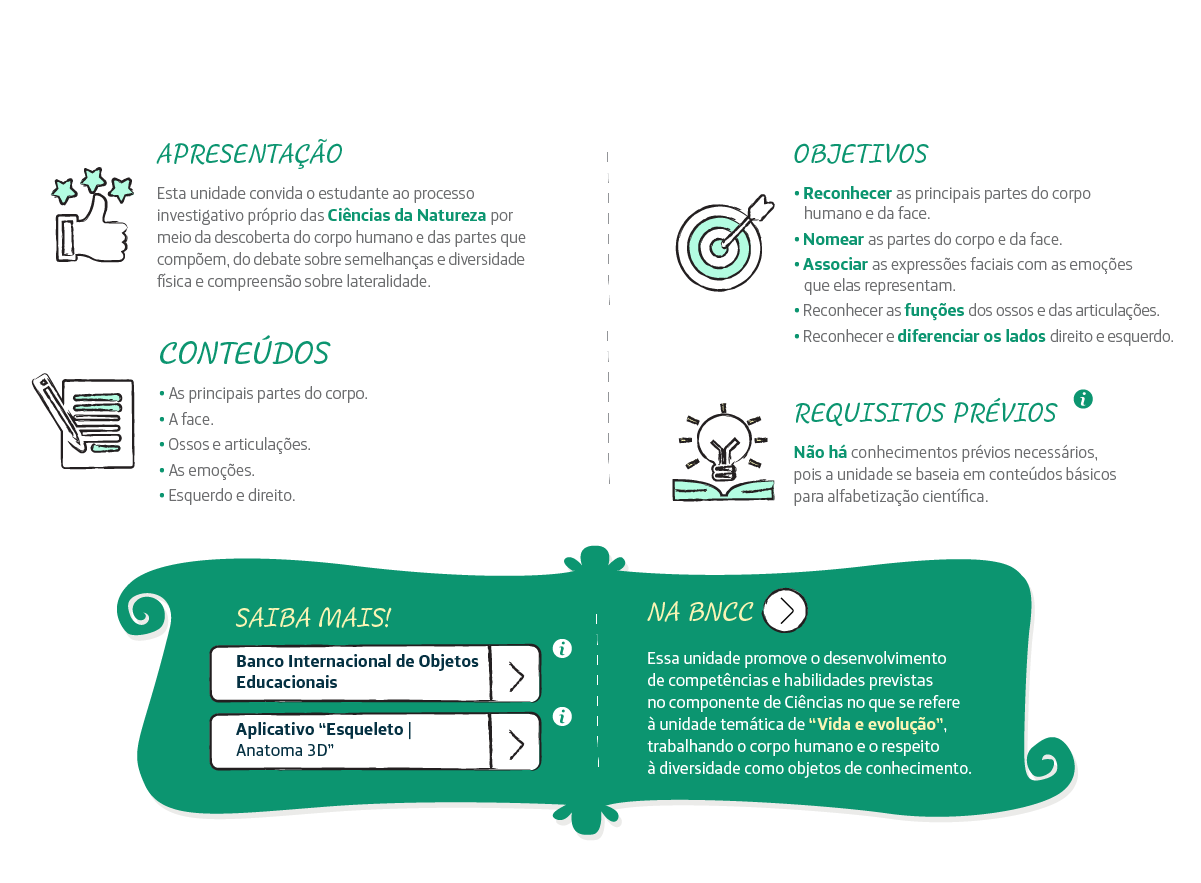 APRESENTAÇÃO
Esta unidade convida o estudante ao processo
investigativo próprio das Ciências da Natureza por
meio da descoberta do corpo humano e das partes que
compõem, do debate sobre semelhanças e diversidade
física e compreensão sobre lateralidade.
CONTEÚDOS
• As principais partes do corpo.
• A face.
• Ossos e articulações.
• As emoções.
• Esquerdo e direito.
OBJETIVOS
• Reconhecer as principais partes do corpo
humano e da face.
• Nomear as partes do corpo e da face.
• Associar as expressões faciais com as emoções
que elas representam.
• Reconhecer as funções dos ossos e das articulações.
• Reconhecer e diferenciar os lados direito e esquerdo.
REQUISITOS PRÉVIOS i
Não há conhecimentos prévios necessários,
pois a unidade se baseia em conteúdos básicos
para alfabetização científica.
SAIBA MAIS!
Banco Internacional de Objetos
Educacionais
i
Aplicativo “Esqueleto |
Anatoma 3D”
i
NA BNCC
Essa unidade promove o desenvolvimento
de competências e habilidades previstas
no componente de Ciências no que se refere
à unidade temática de “Vida e evolução”,
trabalhando o corpo humano e o respeito
à diversidade como objetos de conhecimento.